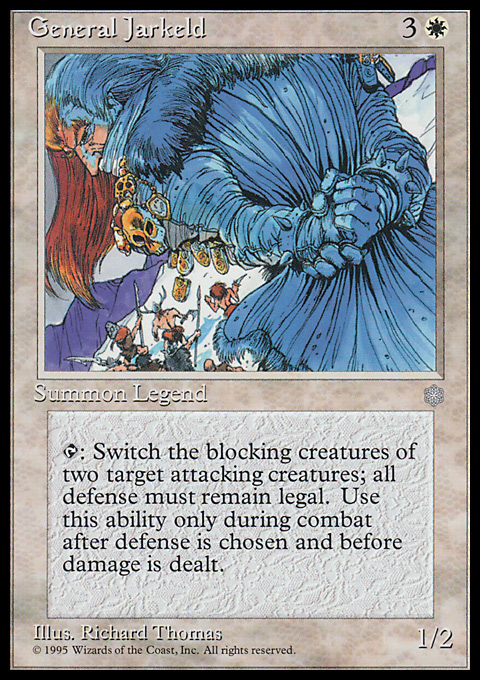 General Jarkeld 3
Summon Legend
: Switch the blocking creatures of
two target attacking creatures; all
defense must remain legal. Use
this ability only during combat
after defense is chosen and before
damage is dealt.
Illus. Richard Thomas
1/2
© 1995 Wizards of the Coast, Inc. All rights reserved.